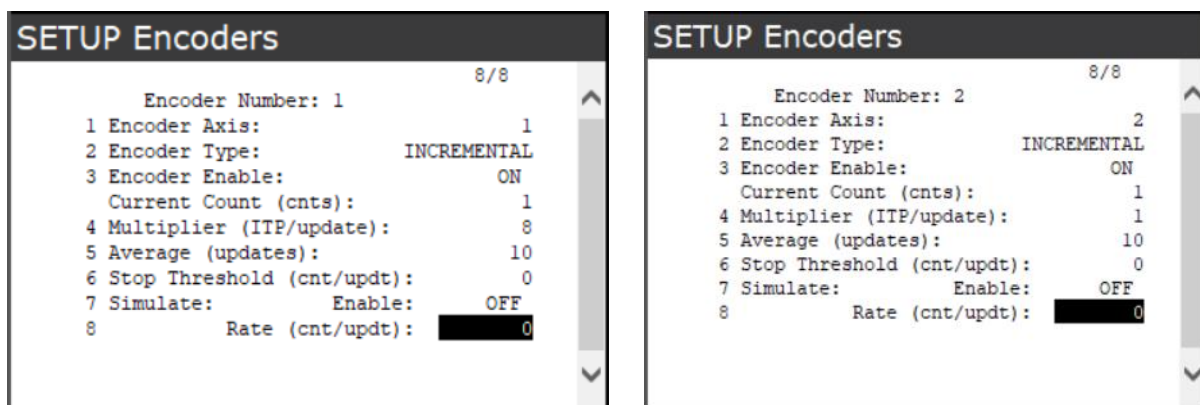 SETUP Encoders
8/8
Encoder Number: 1
1 Encoder Axis: 1
2 Encoder Type: INCREMENTAL
3 Encoder Enable: ON
Current Count (cnts): 1
4 Multiplier (ITP/update): 8
5 Average (updates): 10
6 Stop Threshold (cnt/updt): 0
7 Simulate: Enable: OFF
8 Rate (cnt/updt): 0
SETUP Encoders
8/8
Encoder Number: 2
1 Encoder Axis: 2
2 Encoder Type: INCREMENTAL
3 Encoder Enable: ON
Current Count (cnts): 1
4 Multiplier (ITP/update): 1
5 Average (updates): 10
6 Stop Threshold (cnt/updt): 0
7 Simulate: Enable: OFF
8 Rate (cnt/updt): 0